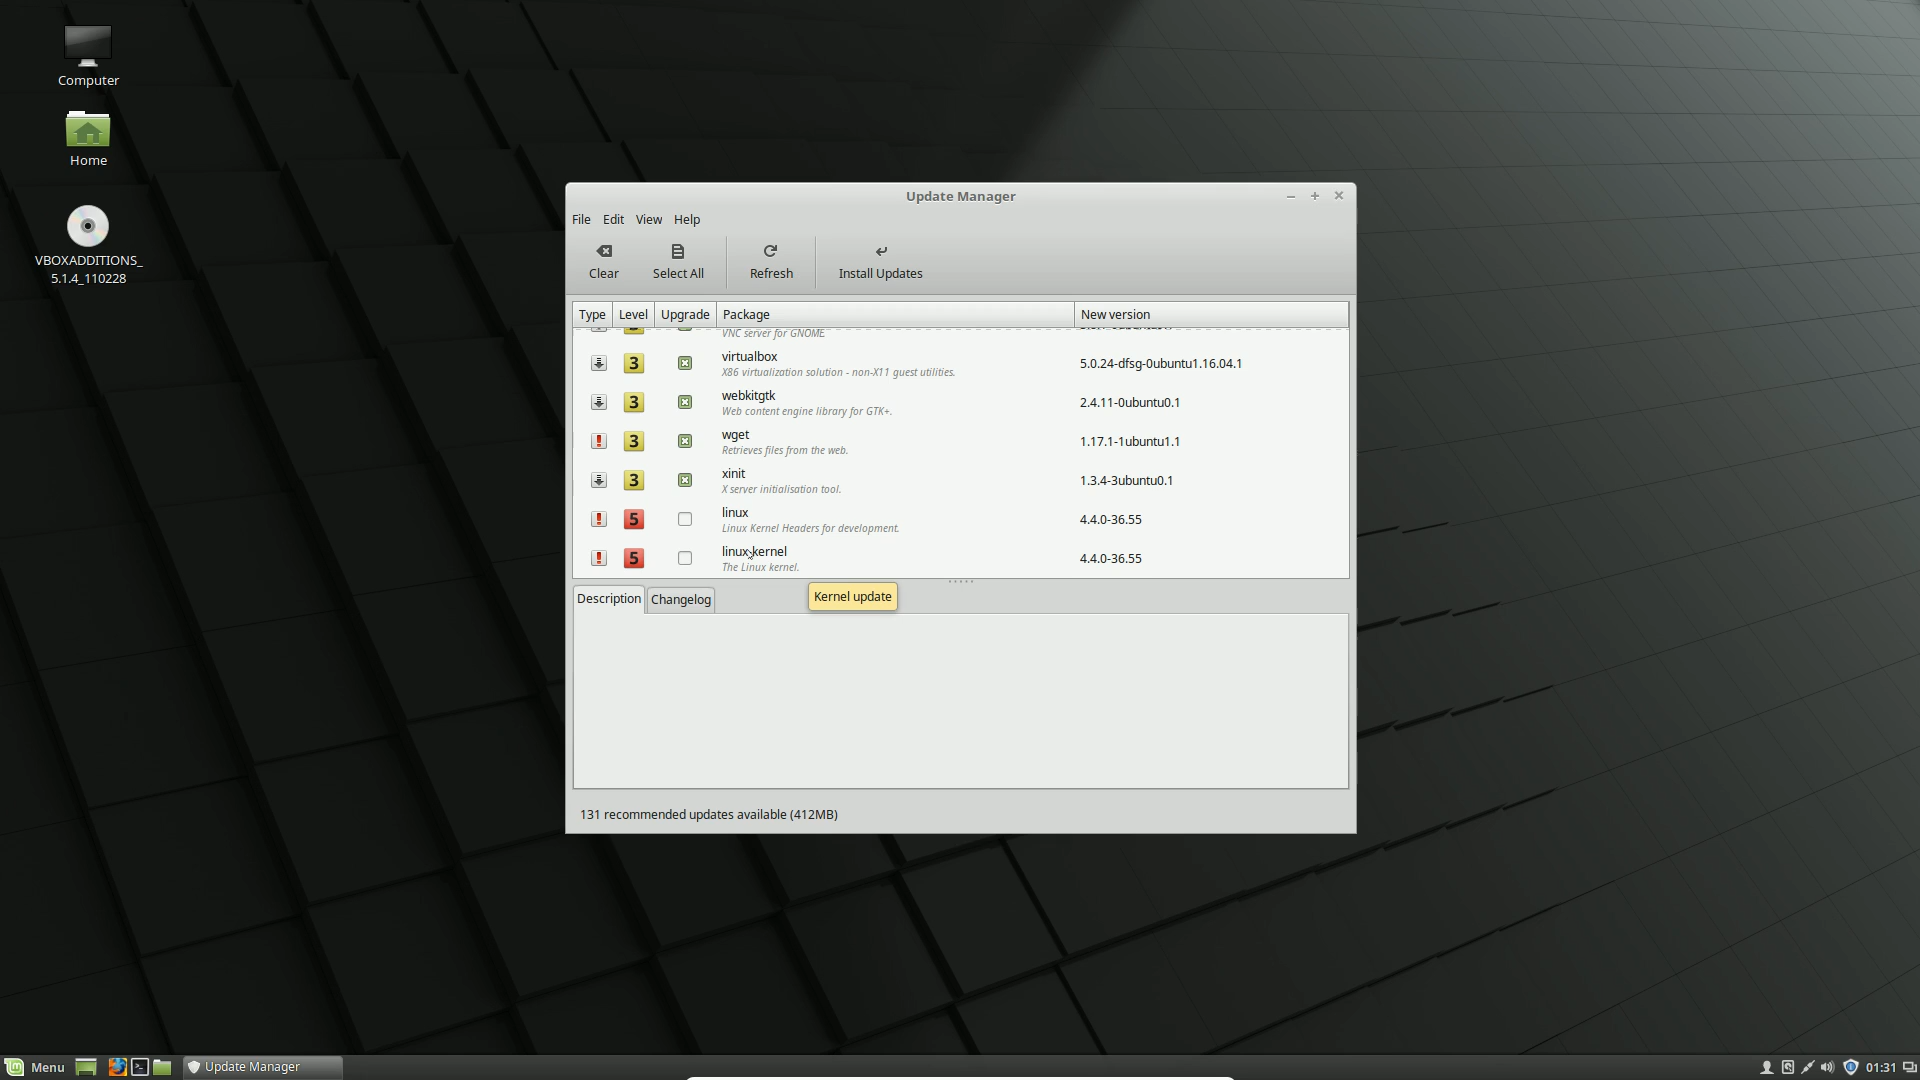 Computer
Home
VBOXADDITIONS_
5.1.4_110228
Update Manager
File Edit View Help
Clear Select All Refresh Install Updates
Type Level Upgrade Package New version
VNC server for GNOME
virtualbox
3 5.0.24-dfsg-0ubuntu1.16.04.1
X86 virtualization solution - non-X11 guest utilities.
webkitgtk
3 2.4.11-0ubuntu0.1
Web content engine library for GTK+.
wget
3 1.17.1-1ubuntu1.1
Retrieves files from the web.
xinit
3 1.3.4-3ubuntu0.1
X server initialisation tool.
linux
5 4.4.0-36.55
Linux Kernel Headers for development.
linux-kernel
5 4.4.0-36.55
The Linux kernel.
Kernel update
Description Changelog
131 recommended updates available (412MB)
Menu Update Manager 01:31